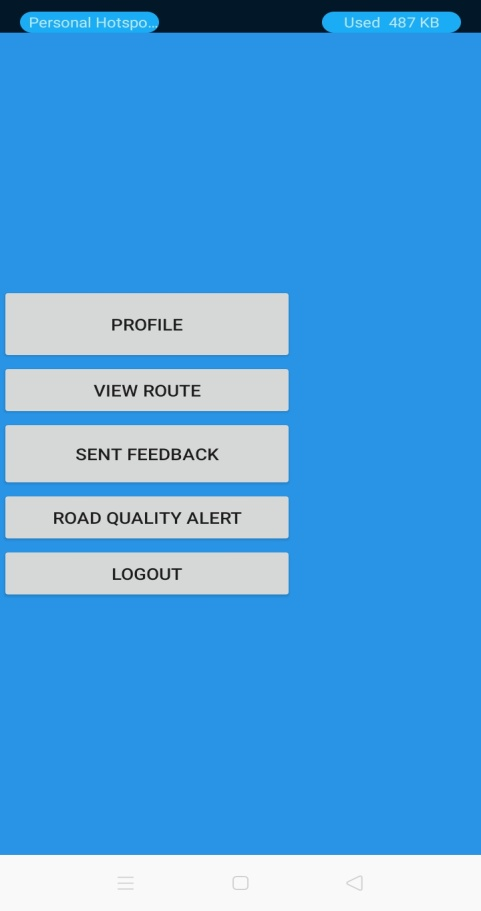 Personal Hotspo...
Used 487 KB
PROFILE
VIEW ROUTE
SENT FEEDBACK
ROAD QUALITY ALERT
LOGOUT